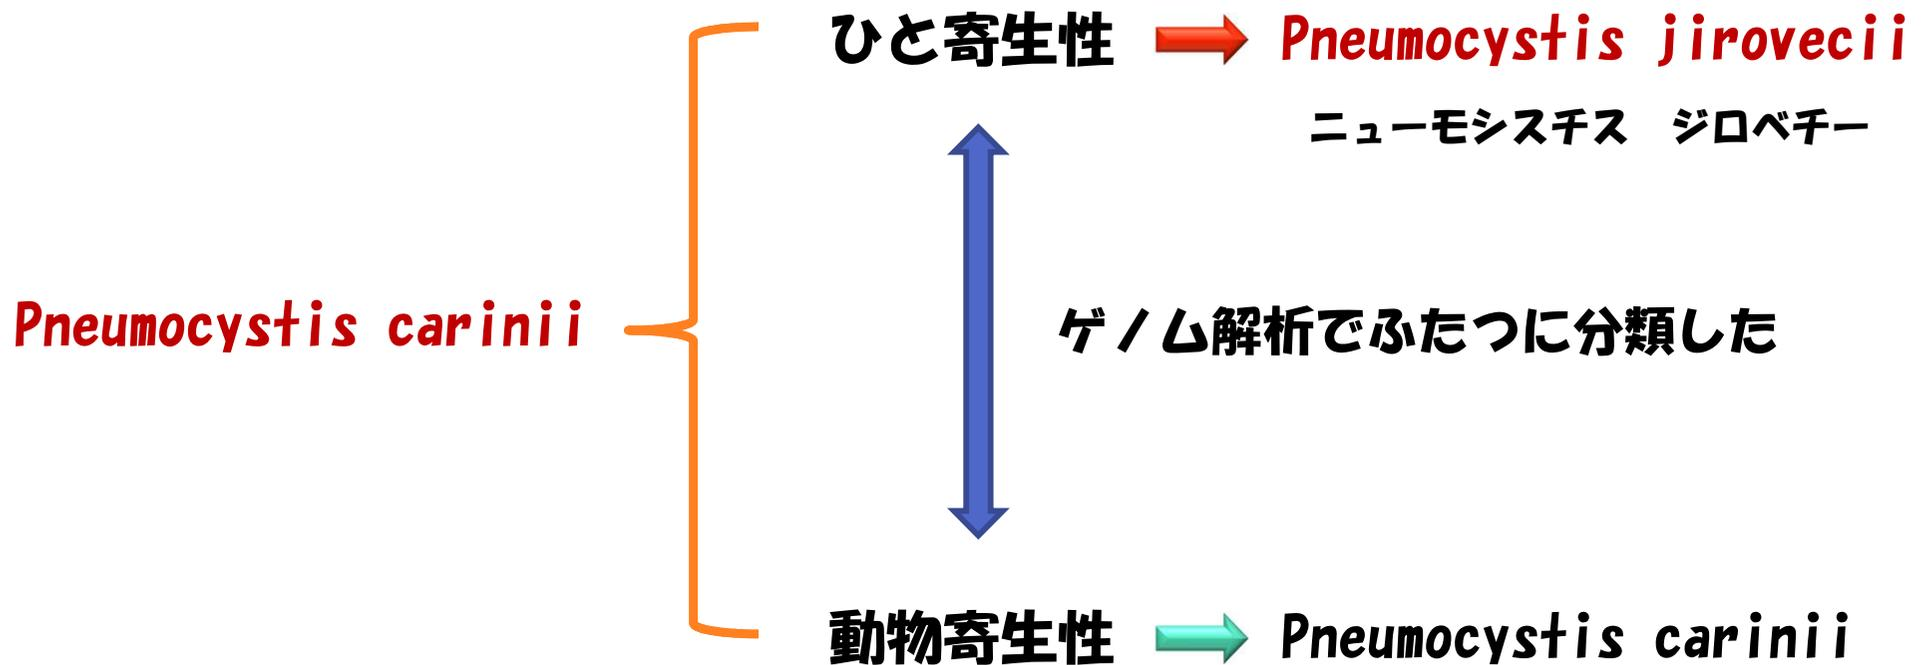 ひと寄生性
Pneumocystis jirovecii
ニューモシスチス　ジロベチー
Pneumocystis carinii
ゲノム解析でふたつに分類した
動物寄生性
Pneumocystis carinii